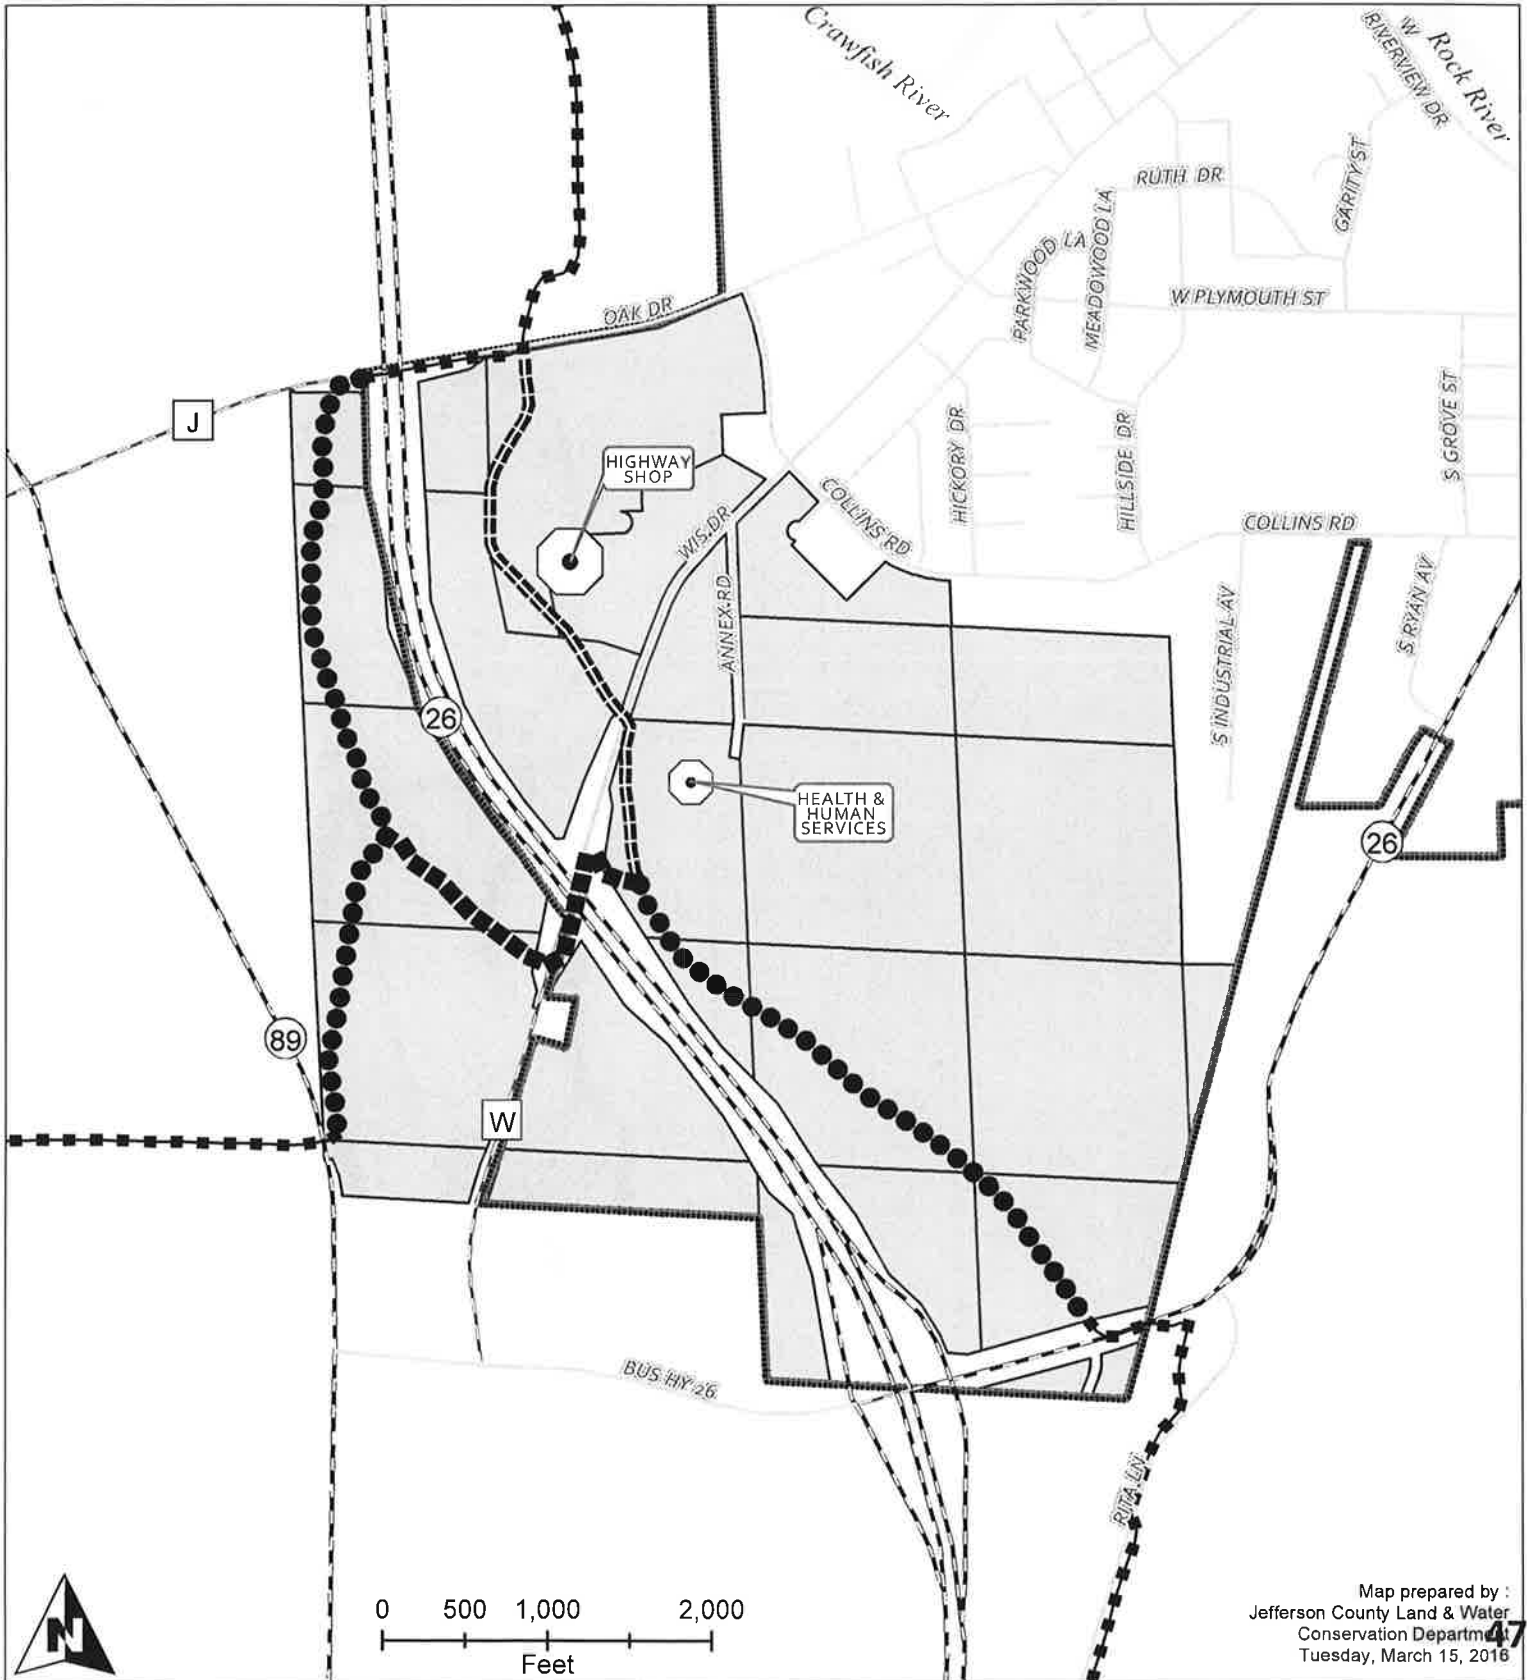 Crawfish River
W
RIVERVIEW DR
Rock River
RUTH DR
GARITY ST
PARKWOOD LA
MEADOWOOD LA
W PLYMOUTH ST
OAK DR
J
HIGHWAY
SHOP
HICKORY DR
HILLSIDE DR
S GROVE ST
COLLINS RD
COLLINS RD
WIS DR
ANNEX RD
S INDUSTRIAL AV
S RYAN AV
26
HEALTH &
HUMAN
SERVICES
26
89
W
BUS HY 26
RITA LN
N
0 500 1,000 2,000
Feet
Map prepared by :
Jefferson County Land & Water
Conservation Department
Tuesday, March 15, 2016
47